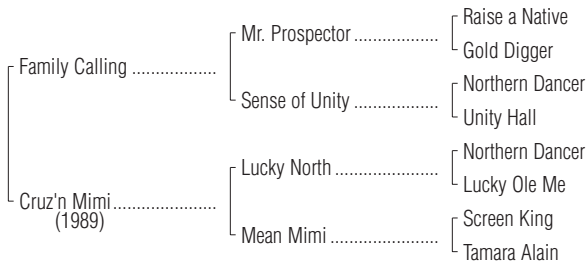 Raise a Native
Mr. Prospector ..................
Gold Digger
Family Calling ..................
Northern Dancer
Sense of Unity ..................
Unity Hall
Northern Dancer
Lucky North ......................
Lucky Ole Me
Cruz'n Mimi ......................
(1989)
Screen King
Mean Mimi .......................
Tamara Alain